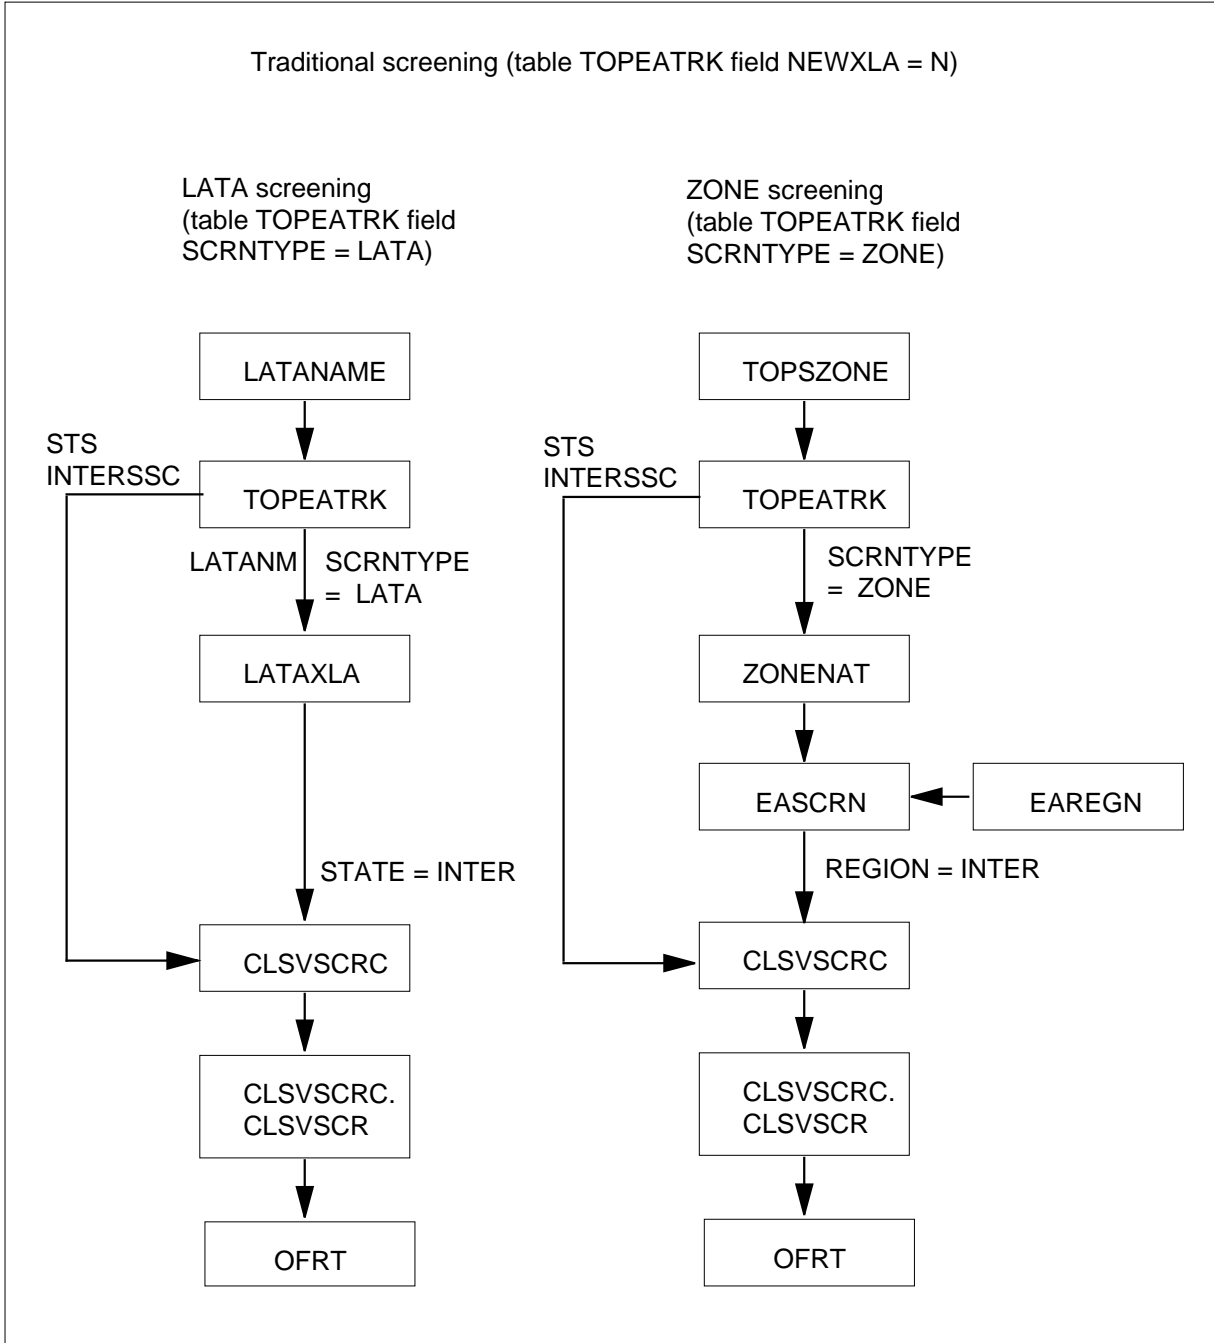 Traditional screening (table TOPEATRK field NEWXLA = N)
LATA screening
(table TOPEATRK field
SCRNTYPE = LATA)
LATANAME
STS
INTERSSC
TOPEATRK
LATANM
SCRNTYPE
= LATA
LATAXLA
STATE = INTER
CLSVSCRC
CLSVSCRC.
CLSVSCR
OFRT
ZONE screening
(table TOPEATRK field
SCRNTYPE = ZONE)
TOPSZONE
STS
INTERSSC
TOPEATRK
SCRNTYPE
= ZONE
ZONENAT
EASCRN
EAREGN
REGION = INTER
CLSVSCRC
CLSVSCRC.
CLSVSCR
OFRT